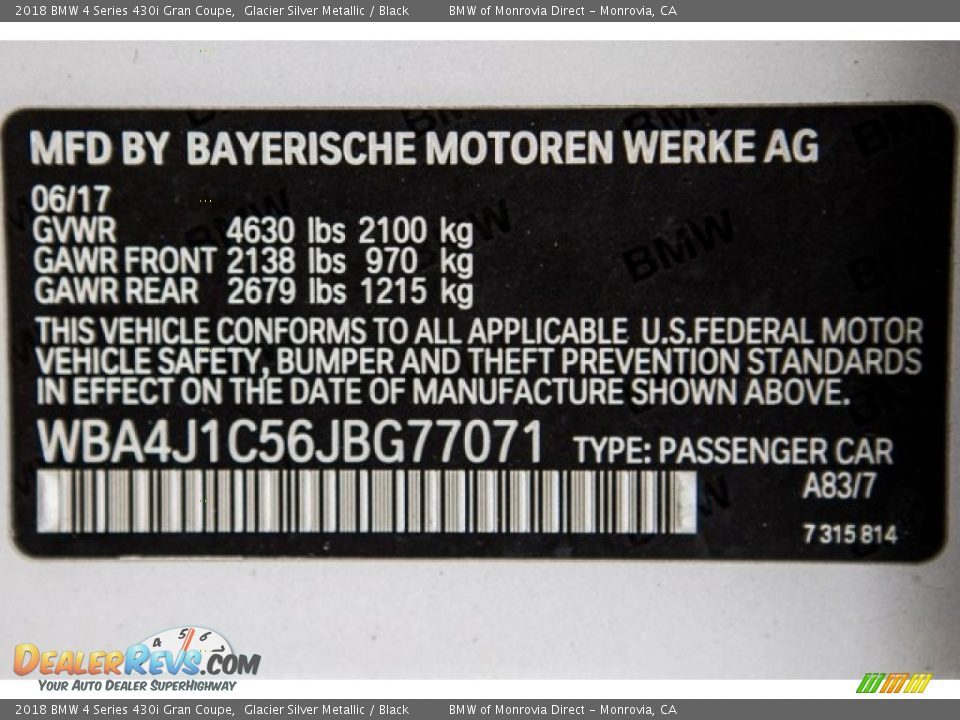 2018 BMW 4 Series 430i Gran Coupe, Glacier Silver Metallic / Black BMW of Monrovia Direct - Monrovia, CA
MFD BY BAYERISCHE MOTOREN WERKE AG
06/17
GVWR 4630 lbs 2100 kg
GAWR FRONT 2138 lbs 970 kg
GAWR REAR 2679 lbs 1215 kg
THIS VEHICLE CONFORMS TO ALL APPLICABLE U.S.FEDERAL MOTOR
VEHICLE SAFETY, BUMPER AND THEFT PREVENTION STANDARDS
IN EFFECT ON THE DATE OF MANUFACTURE SHOWN ABOVE.
WBA4J1C56JBG77071 TYPE: PASSENGER CAR
A83/7
7 315 814
4 5 6 7
DEALERREVS.COM
YOUR AUTO DEALER SUPERHIGHWAY
2018 BMW 4 Series 430i Gran Coupe, Glacier Silver Metallic / Black BMW of Monrovia Direct - Monrovia, CA